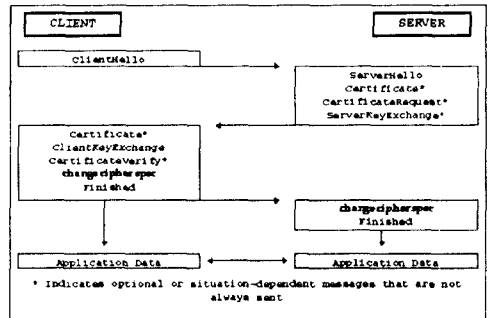 CLIENT
SERVER
ClientHello
ServerHello
Certificate*
CertificateRequest*
ServerKeyExchange*
Certificate*
ClientKeyExchange
CertificateVerify*
changecipherspec
Finished
changecipherspec
Finished
Application Data
Application Data
* Indicates optional or situation-dependent messages that are not
always sent